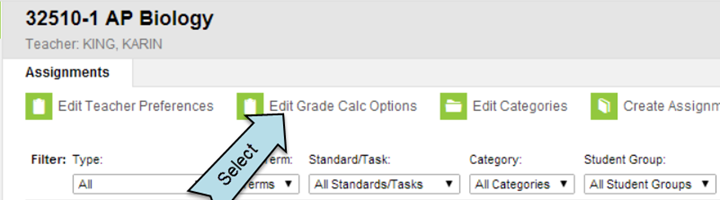 32510-1 AP Biology
Teacher: KING, KARIN
Assignments
Edit Teacher Preferences Edit Grade Calc Options Edit Categories Create Assignm
Select
Filter: Type: erm: Standard/Task: Category: Student Group:
All erms All Standards/Tasks All Categories All Student Groups